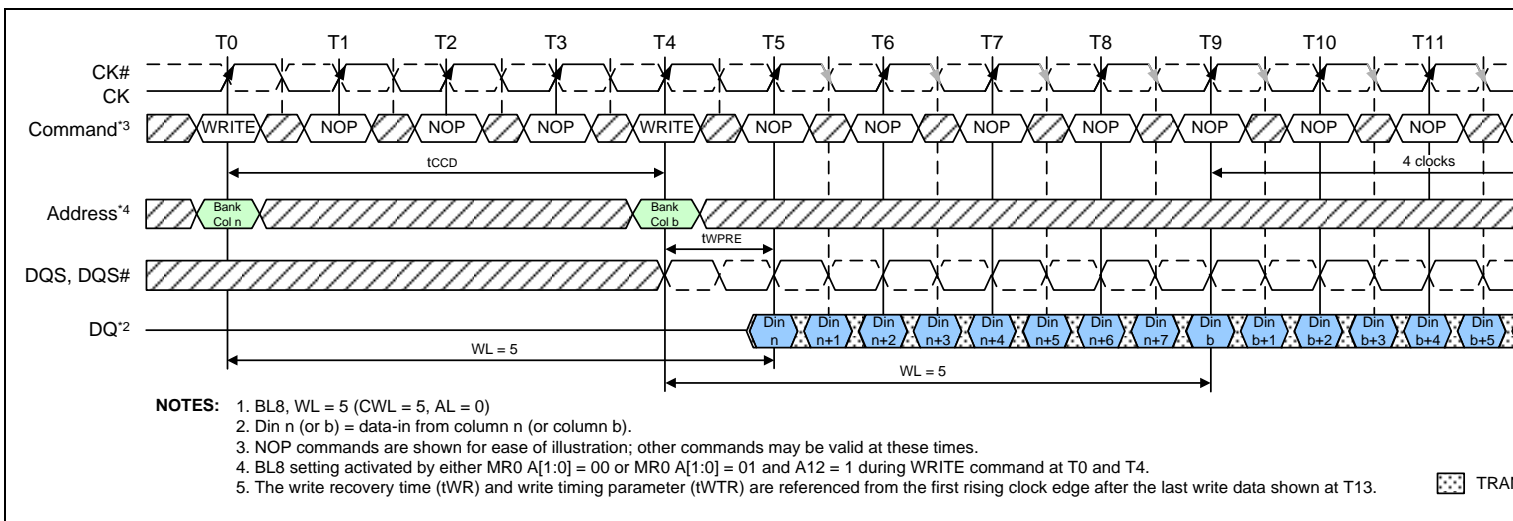 T0 T1 T2 T3 T4 T5 T6 T7 T8 T9 T10 T11
CK#
CK
Command*3 WRITE NOP NOP NOP WRITE NOP NOP NOP NOP NOP NOP NOP
tCCD 4 clocks
Address*4 Bank Col n Bank Col b
tWPRE
DQS, DQS#
DQ*2 Din n Din n+1 Din n+2 Din n+3 Din n+4 Din n+5 Din n+6 Din n+7 Din b Din b+1 Din b+2 Din b+3 Din b+4 Din b+5
WL = 5
WL = 5
NOTES: 1. BL8, WL = 5 (CWL = 5, AL = 0)
2. Din n (or b) = data-in from column n (or column b).
3. NOP commands are shown for ease of illustration; other commands may be valid at these times.
4. BL8 setting activated by either MR0 A[1:0] = 00 or MR0 A[1:0] = 01 and A12 = 1 during WRITE command at T0 and T4.
5. The write recovery time (tWR) and write timing parameter (tWTR) are referenced from the first rising clock edge after the last write data shown at T13.